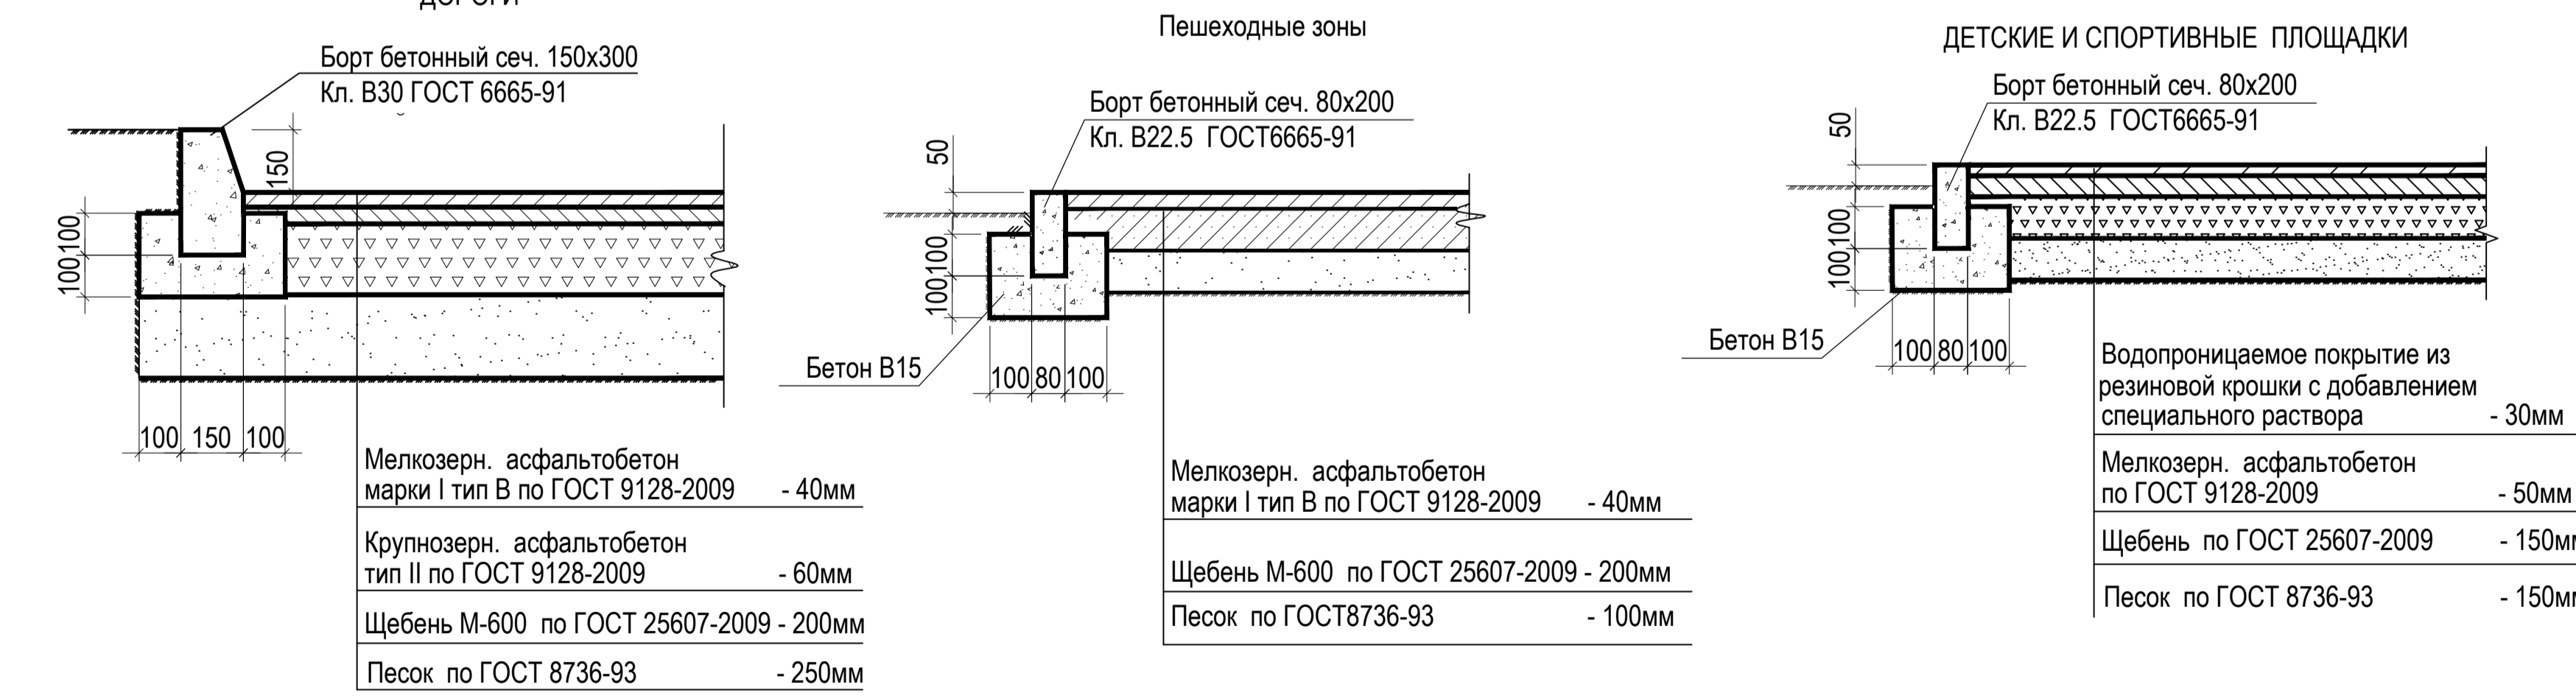 Борт бетонный сеч. 150х300
Кл. В30 ГОСТ 6665-91
150
100
100
100 150 100
Мелкозерн. асфальтобетон
марки I тип В по ГОСТ 9128-2009 - 40мм
Крупнозерн. асфальтобетон
тип II по ГОСТ 9128-2009 - 60мм
Щебень М-600 по ГОСТ 25607-2009 - 200мм
Песок по ГОСТ 8736-93 - 250мм
Пешеходные зоны
Борт бетонный сеч. 80х200
Кл. В22.5 ГОСТ6665-91
50
100
100
Бетон В15
100 80 100
Мелкозерн. асфальтобетон
марки I тип В по ГОСТ 9128-2009 - 40мм
Щебень М-600 по ГОСТ 25607-2009 - 200мм
Песок по ГОСТ8736-93 - 100мм
ДЕТСКИЕ И СПОРТИВНЫЕ ПЛОЩАДКИ
Борт бетонный сеч. 80х200
Кл. В22.5 ГОСТ6665-91
50
100
100
Бетон В15
100 80 100
Водопроницаемое покрытие из
резиновой крошки с добавлением
специального раствора - 30мм
Мелкозерн. асфальтобетон
по ГОСТ 9128-2009 - 50мм
Щебень по ГОСТ 25607-2009 - 150мм
Песок по ГОСТ 8736-93 - 150мм